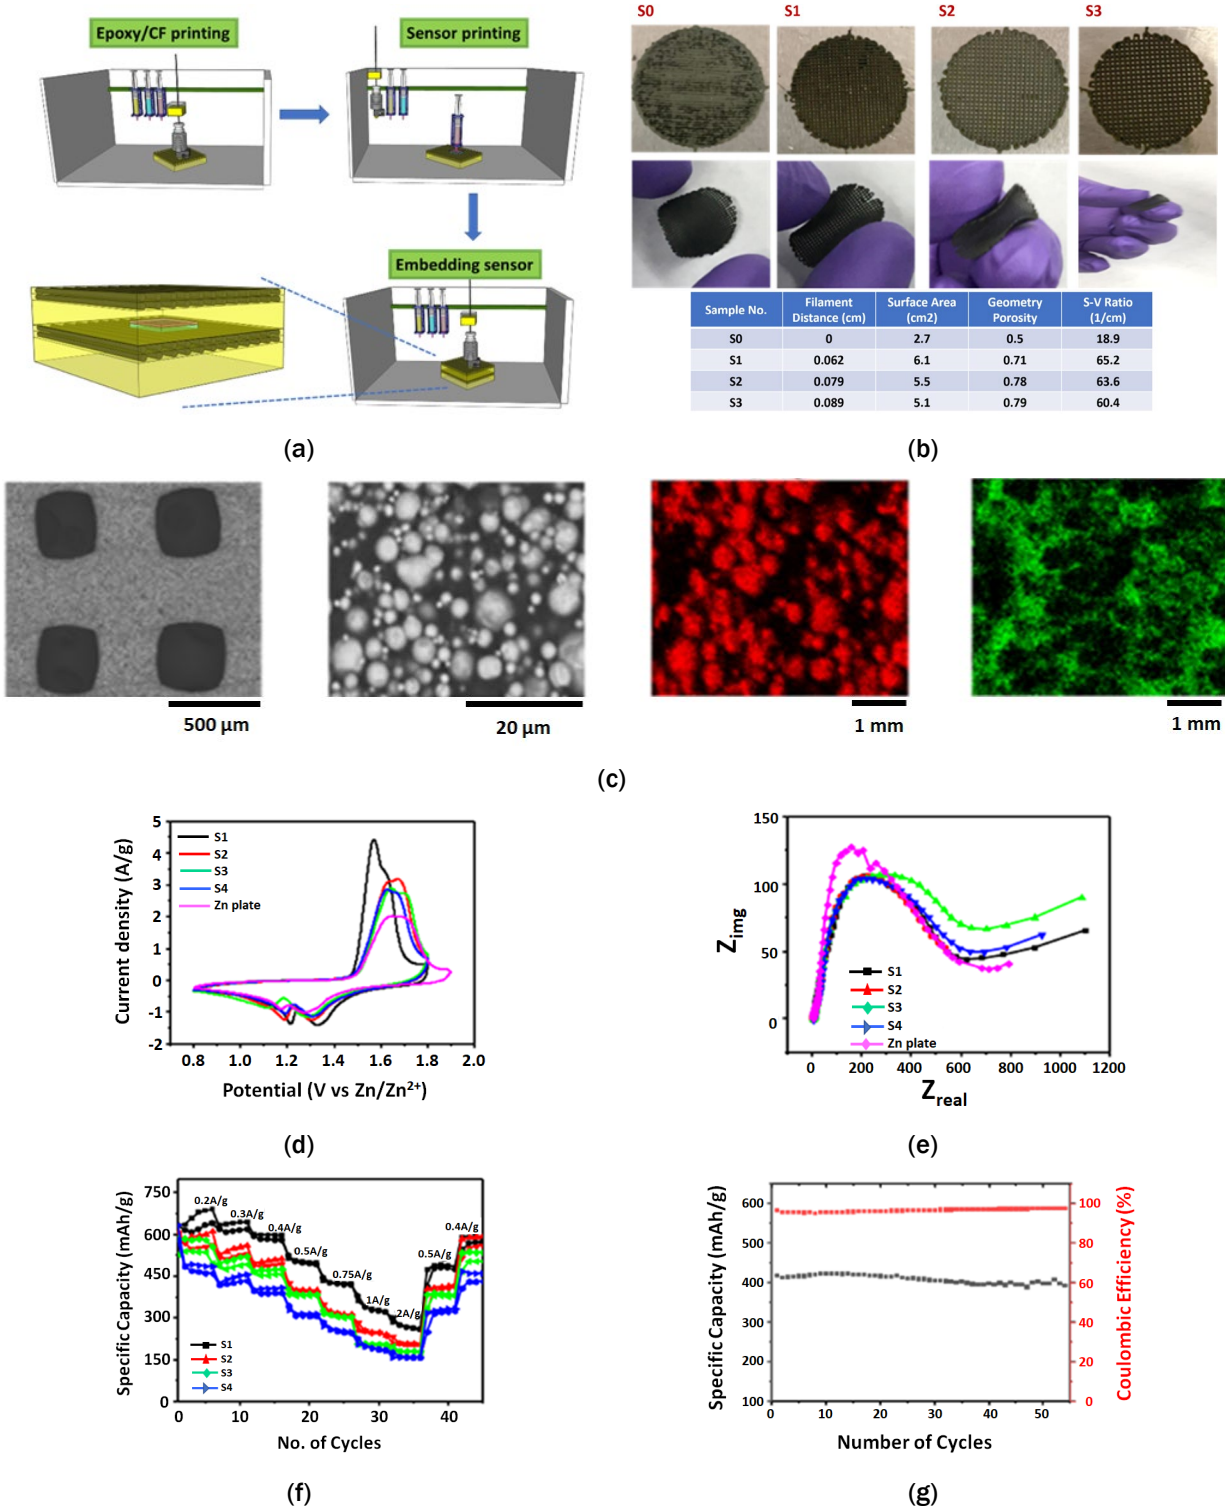 Epoxy/CF printing
Sensor printing
Embedding sensor
(a)
S0 S1 S2 S3
Sample No. Filament Distance (cm) Surface Area (cm2) Geometry Porosity S-V Ratio (1/cm)
S0 0 2.7 0.5 18.9
S1 0.062 6.1 0.71 65.2
S2 0.079 5.5 0.78 63.6
S3 0.089 5.1 0.79 60.4
(b)
500 µm
20 µm
1 mm
1 mm
(c)
Current density (A/g)
5
4
3
2
1
0
-1
-2
S1
S2
S3
S4
Zn plate
0.8 1.0 1.2 1.4 1.6 1.8 2.0
Potential (V vs Zn/Zn2+)
(d)
Zimg
150
100
50
0
S1
S2
S3
S4
Zn plate
0 200 400 600 800 1000 1200
Zreal
(e)
Specific Capacity (mAh/g)
750
600
450
300
150
0
0.2A/g
0.3A/g
0.4A/g
0.5A/g
0.75A/g
1A/g
2A/g
0.5A/g
0.4A/g
S1
S2
S3
S4
0 10 20 30 40
No. of Cycles
(f)
Specific Capacity (mAh/g)
600
500
400
300
200
100
100
80
60
40
20
0
Coulombic Efficiency (%)
0 10 20 30 40 50
Number of Cycles
(g)